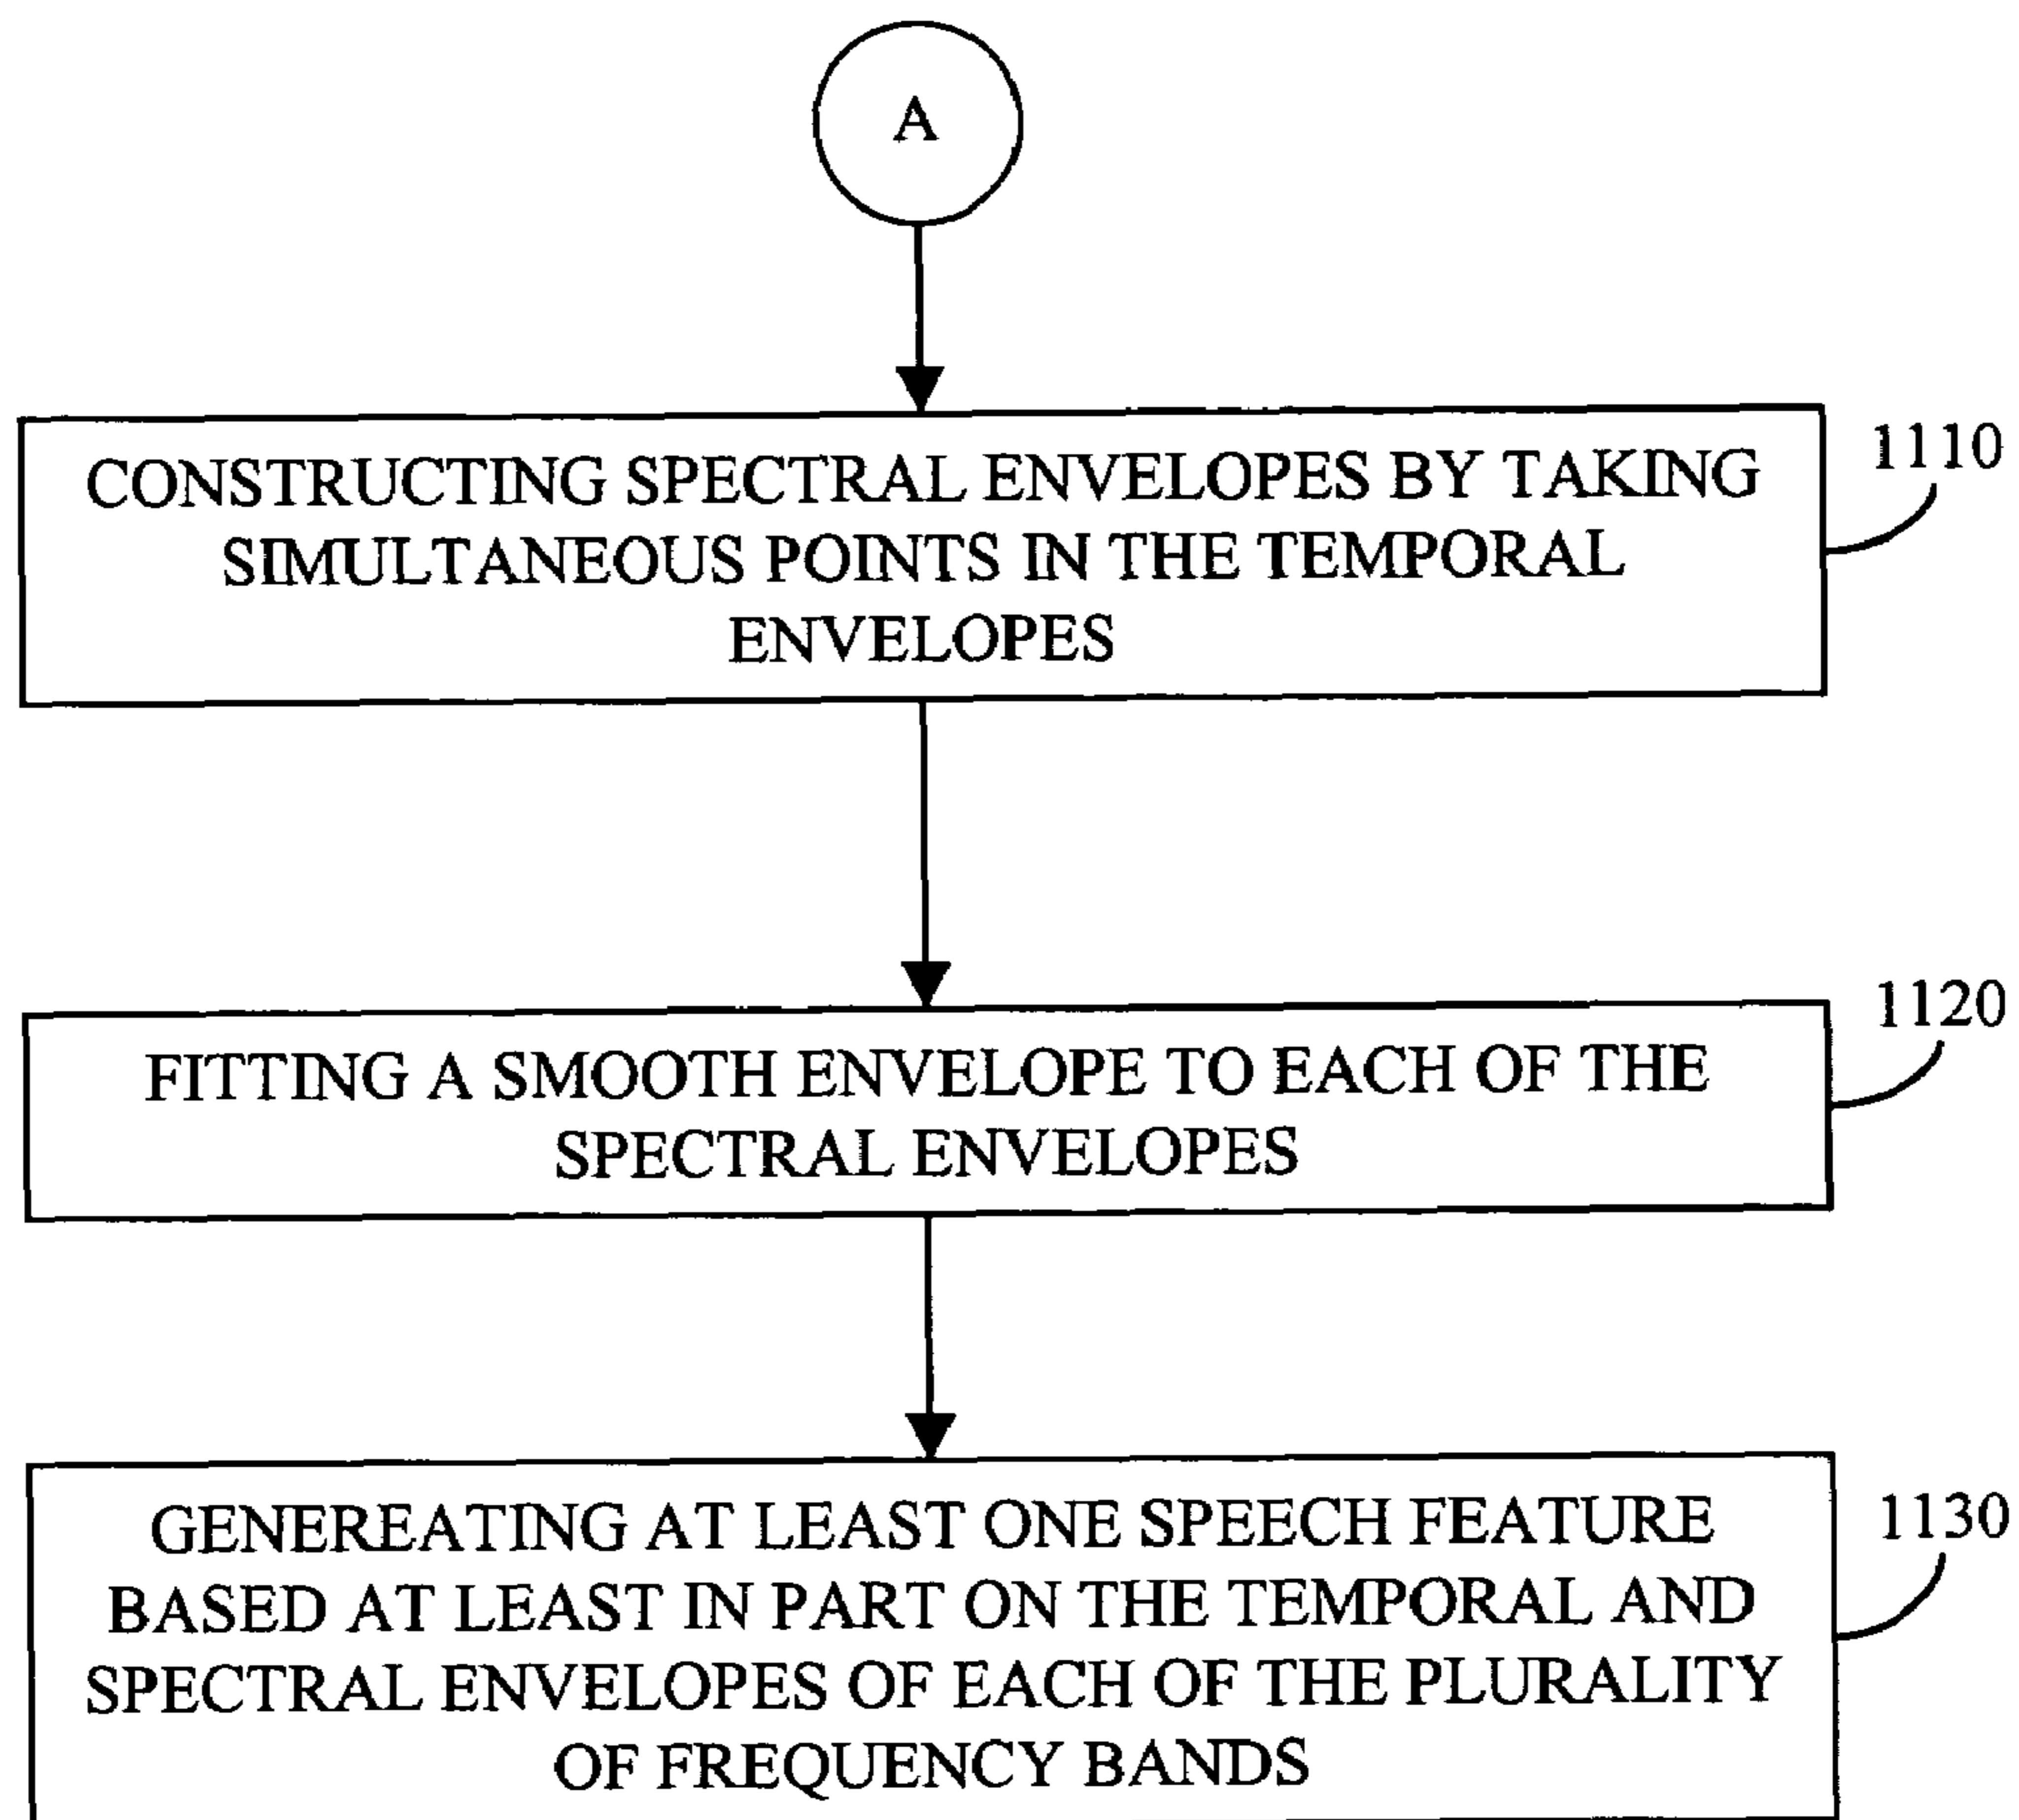 A
CONSTRUCTING SPECTRAL ENVELOPES BY TAKING
SIMULTANEOUS POINTS IN THE TEMPORAL
ENVELOPES
1110
FITTING A SMOOTH ENVELOPE TO EACH OF THE
SPECTRAL ENVELOPES
1120
GENEREATING AT LEAST ONE SPEECH FEATURE
BASED AT LEAST IN PART ON THE TEMPORAL AND
SPECTRAL ENVELOPES OF EACH OF THE PLURALITY
OF FREQUENCY BANDS
1130